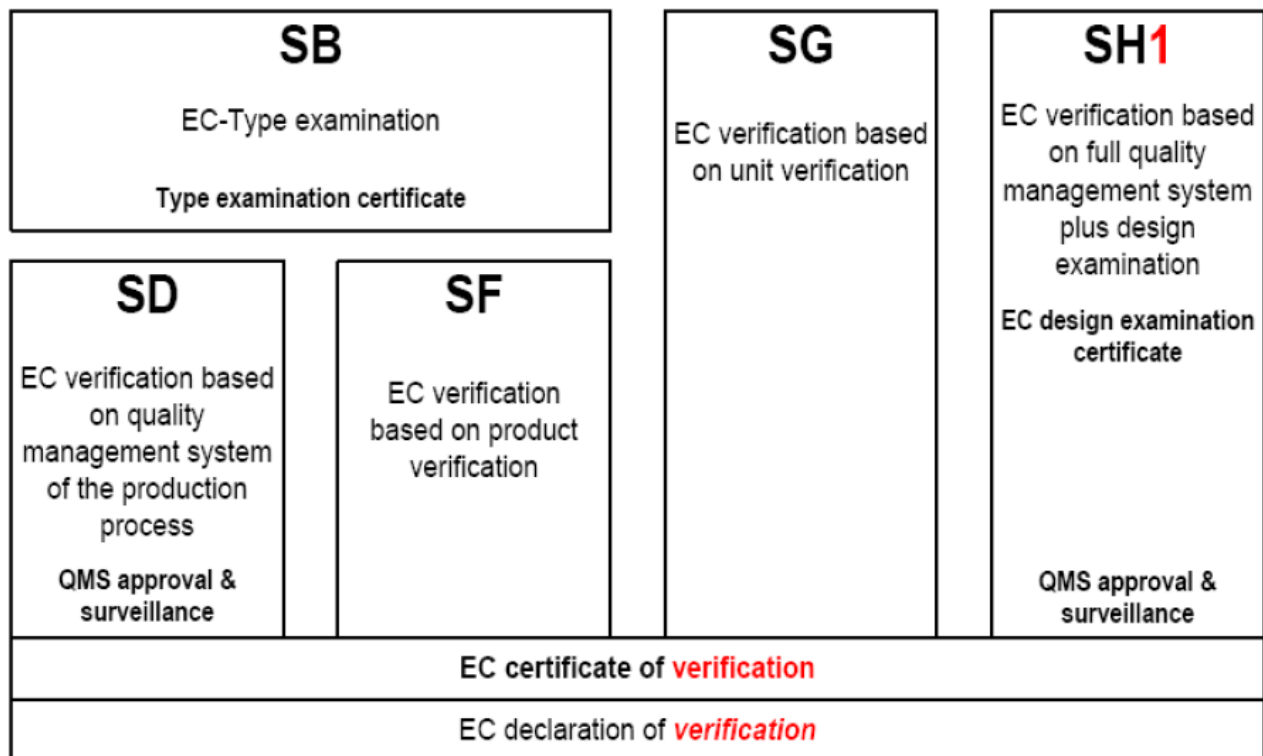 SB
EC-Type examination
Type examination certificate
SD
EC verification based
on quality
management system
of the production
process
QMS approval &
surveillance
SF
EC verification
based on product
verification
SG
EC verification based
on unit verification
SH1
EC verification based
on full quality
management system
plus design
examination
EC design examination
certificate
QMS approval &
surveillance
EC certificate of verification
EC declaration of verification